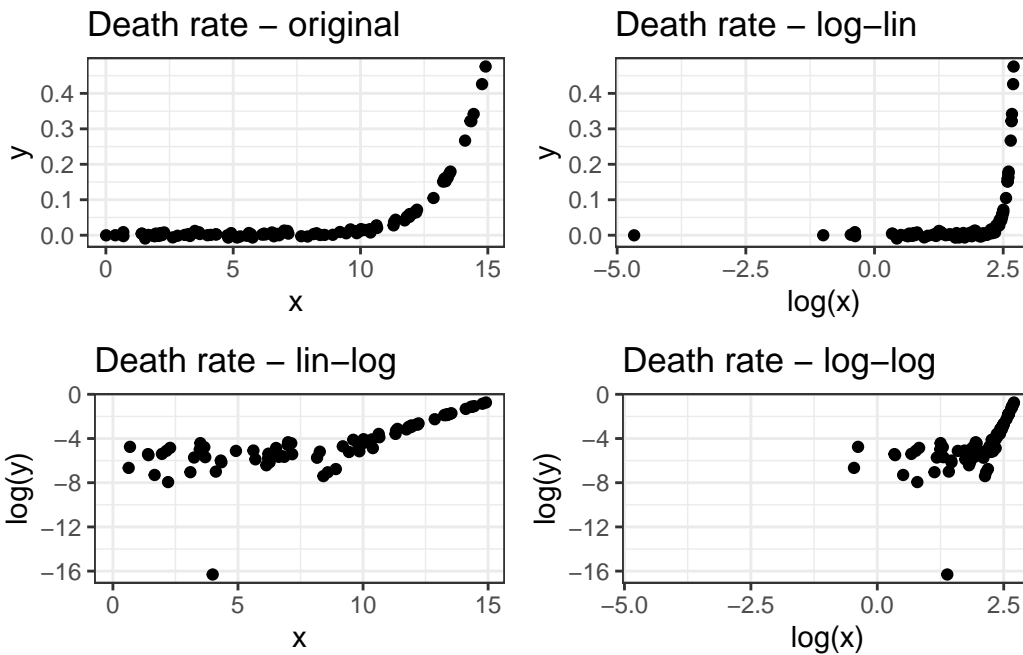 Death rate − original
0.4
0.3
0.2
0.1
0.0
y
0 5 10 15
x
Death rate − log−lin
0.4
0.3
0.2
0.1
0.0
y
−5.0 −2.5 0.0 2.5
log(x)
Death rate − lin−log
0
−4
−8
−12
−16
log(y)
0 5 10 15
x
Death rate − log−log
0
−4
−8
−12
−16
log(y)
−5.0 −2.5 0.0 2.5
log(x)